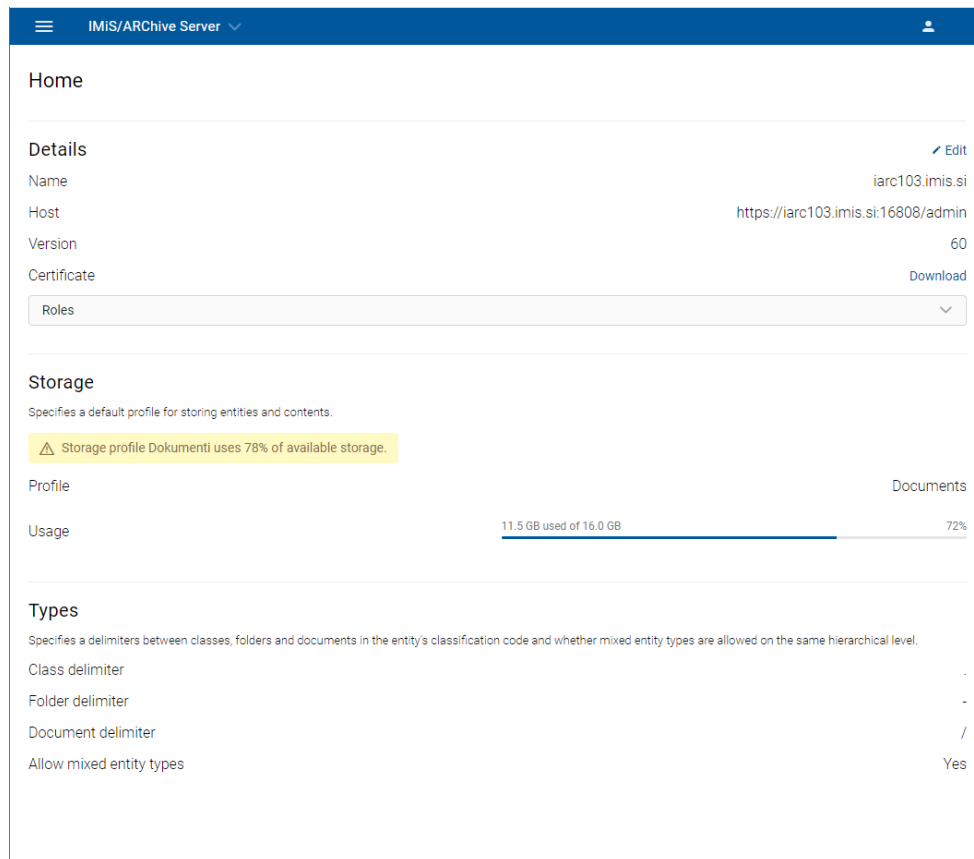 IMiS/ARChive Server
Home
Details
Edit
Name
iarc103.imis.si
Host
https://iarc103.imis.si:16808/admin
Version
60
Certificate
Download
Roles
Storage
Specifies a default profile for storing entities and contents.
Storage profile Dokumenti uses 78% of available storage.
Profile
Documents
Usage
11.5 GB used of 16.0 GB
72%
Types
Specifies a delimiters between classes, folders and documents in the entity's classification code and whether mixed entity types are allowed on the same hierarchical level.
Class delimiter
.
Folder delimiter
-
Document delimiter
/
Allow mixed entity types
Yes